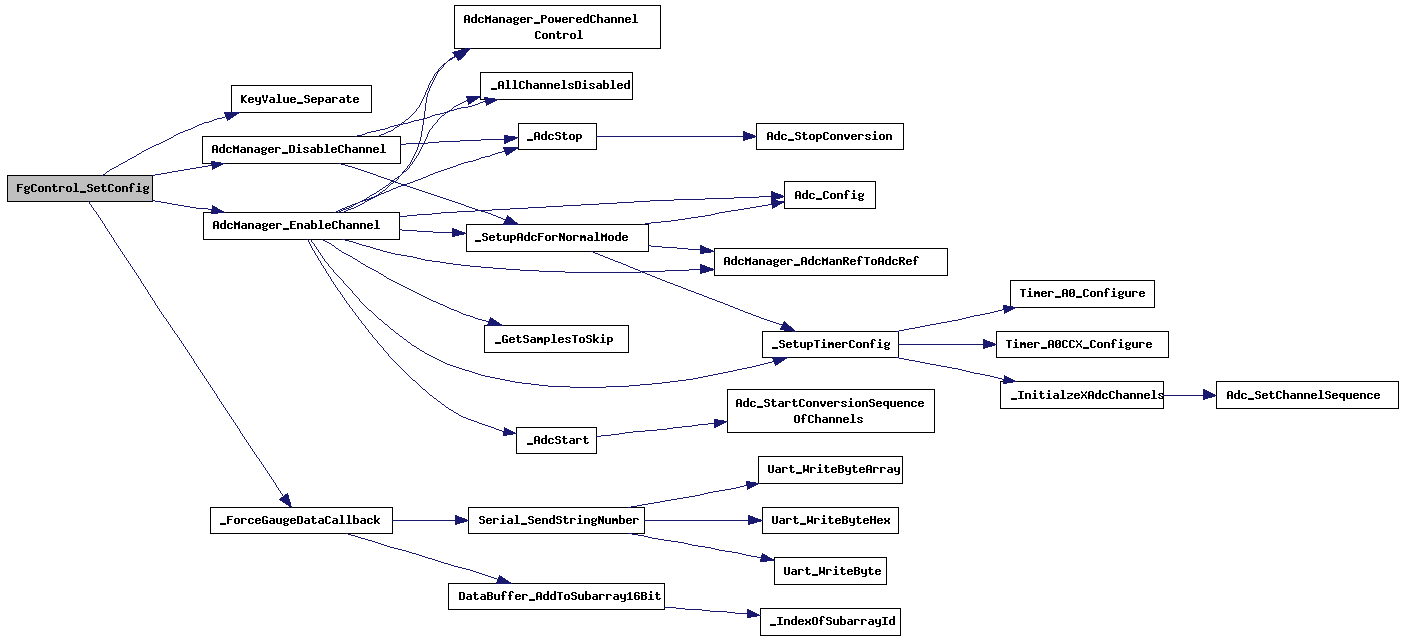 AdcManager_PoweredChannel
Control
_AllChannelsDisabled
KeyValue_Separate
_AdcStop
Adc_StopConversion
AdcManager_DisableChannel
FgControl_SetConfig
Adc_Config
AdcManager_EnableChannel
_SetupAdcForNormalMode
AdcManager_AdcManRefToAdcRef
Timer_A0_Configure
_GetSamplesToSkip
_SetupTimerConfig
Timer_A0CCX_Configure
_InitialzeXAdcChannels
Adc_SetChannelSequence
Adc_StartConversionSequence
OfChannels
_AdcStart
Uart_WriteByteArray
_ForceGaugeDataCallback
Serial_SendStringNumber
Uart_WriteByteHex
Uart_WriteByte
DataBuffer_AddToSubarray16Bit
_IndexOfSubarrayId